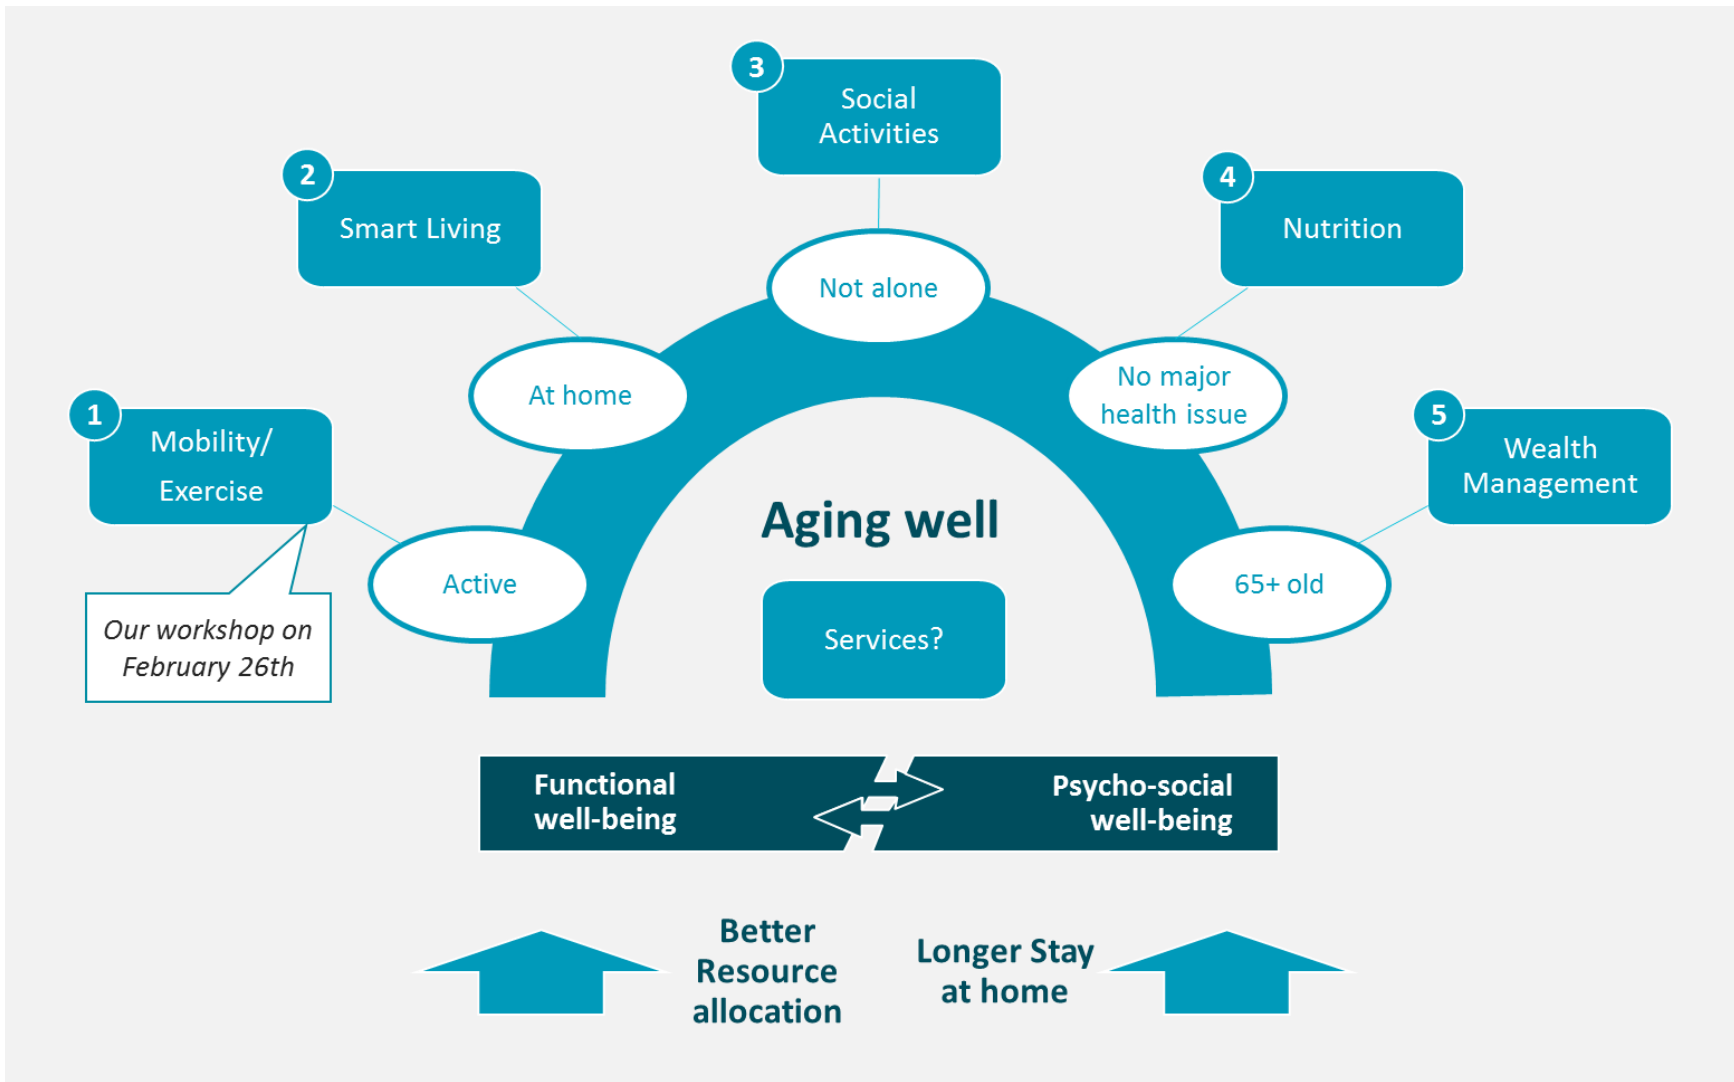 3
Social
Activities
2
Smart Living
4
Nutrition
Not alone
At home
No major
health issue
1
Mobility/
Exercise
5
Wealth
Management
Aging well
Active
65+ old
Our workshop on
February 26th
Services?
Functional
well-being
Psycho-social
well-being
Better
Resource
allocation
Longer Stay
at home